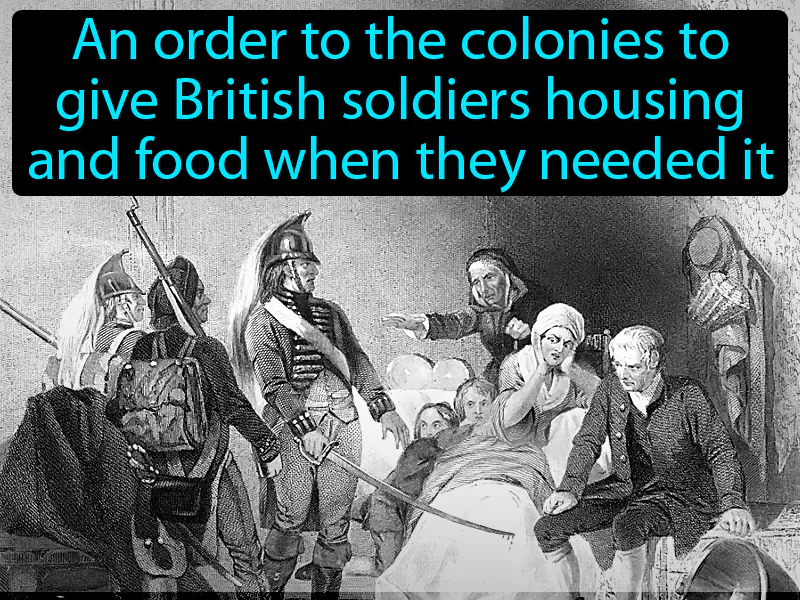 An order to the colonies to
give British soldiers housing
and food when they needed it